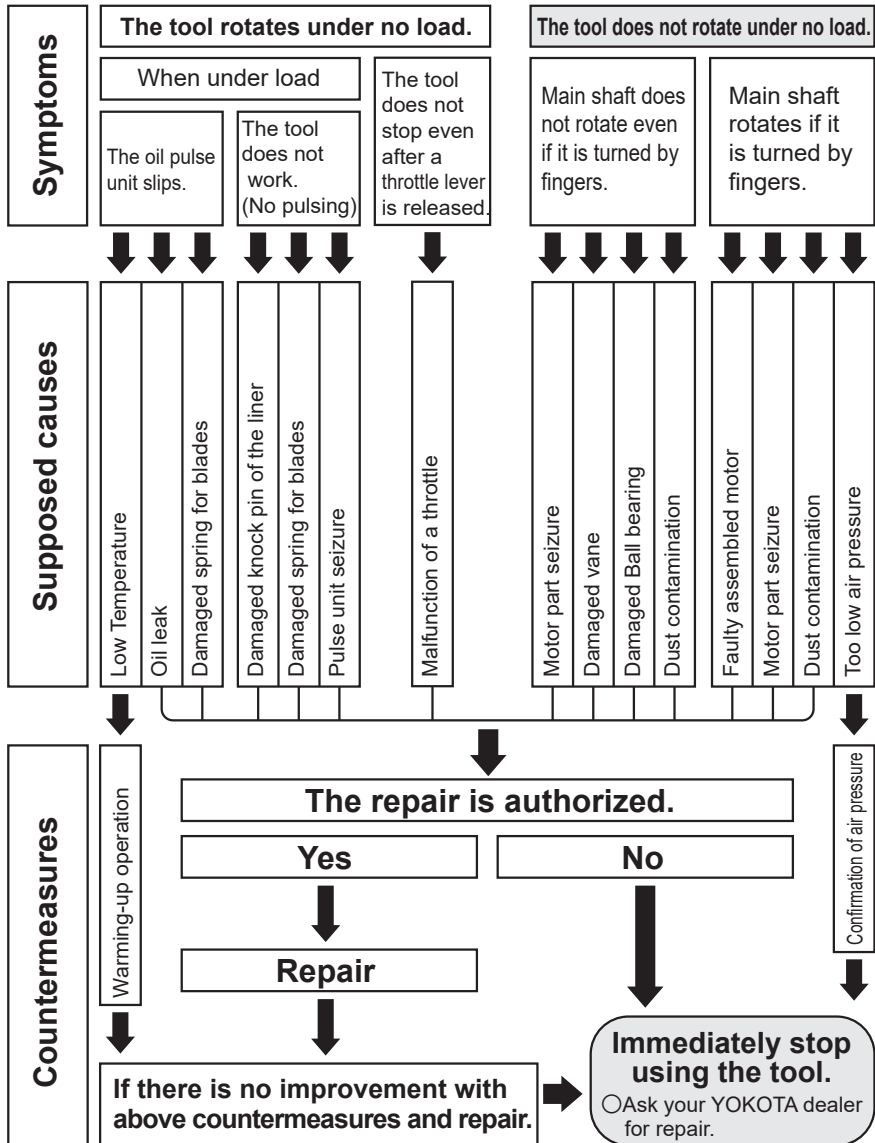 Symptoms
The tool rotates under no load.
When under load
The oil pulse
unit slips.
The tool
does not
work.
(No pulsing)
The tool
does not
stop even
after a
throttle lever
is released.
The tool does not rotate under no load.
Main shaft does
not rotate even
if it is turned by
fingers.
Main shaft
rotates if it
is turned by
fingers.
Supposed causes
Low Temperature
Oil leak
Damaged spring for blades
Damaged knock pin of the liner
Damaged spring for blades
Pulse unit seizure
Malfunction of a throttle
Motor part seizure
Damaged vane
Damaged Ball bearing
Dust contamination
Faulty assembled motor
Motor part seizure
Dust contamination
Too low air pressure
Countermeasures
Warming-up operation
The repair is authorized.
Yes
No
Repair
Confirmation of air pressure
If there is no improvement with
above countermeasures and repair.
Immediately stop
using the tool.
○Ask your YOKOTA dealer
for repair.